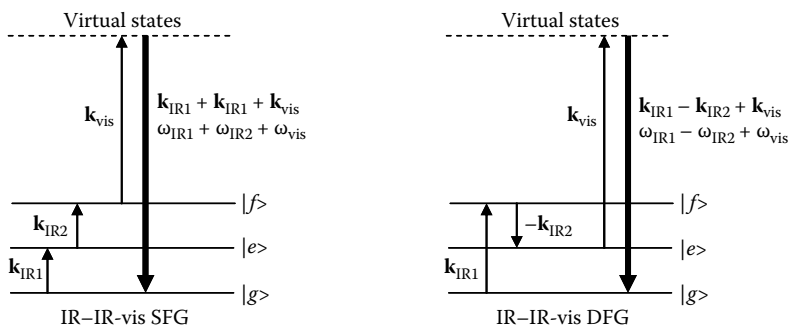 Virtual states
k_vis
k_IR1 + k_IR1 + k_vis
ω_IR1 + ω_IR2 + ω_vis
|f>
k_IR2
|e>
k_IR1
|g>
IR–IR-vis SFG
Virtual states
k_vis
k_IR1 − k_IR2 + k_vis
ω_IR1 − ω_IR2 + ω_vis
|f>
−k_IR2
|e>
k_IR1
|g>
IR–IR-vis DFG